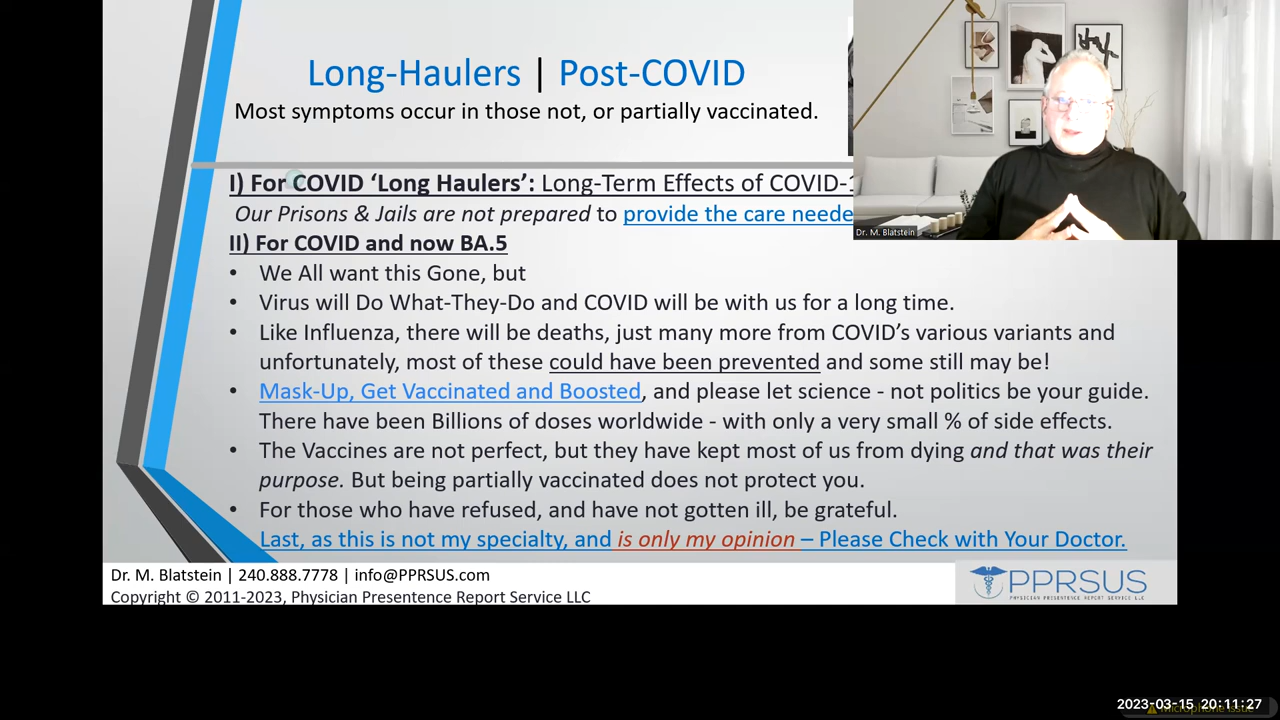 Long-Haulers | Post-COVID
Most symptoms occur in those not, or partially vaccinated.
I) For COVID ‘Long Haulers’: Long-Term Effects of COVID-1
Our Prisons & Jails are not prepared to provide the care neede
II) For COVID and now BA.5
• We All want this Gone, but
• Virus will Do What-They-Do and COVID will be with us for a long time.
• Like Influenza, there will be deaths, just many more from COVID’s various variants and
unfortunately, most of these could have been prevented and some still may be!
• Mask-Up, Get Vaccinated and Boosted, and please let science - not politics be your guide.
There have been Billions of doses worldwide - with only a very small % of side effects.
• The Vaccines are not perfect, but they have kept most of us from dying and that was their
purpose. But being partially vaccinated does not protect you.
• For those who have refused, and have not gotten ill, be grateful.
Last, as this is not my specialty, and is only my opinion – Please Check with Your Doctor.
Dr. M. Blatstein | 240.888.7778 | info@PPRSUS.com
Copyright © 2011-2023, Physician Presentence Report Service LLC
PPRSUS
PHYSICIAN PRESENTENCE REPORT SERVICE LLC
Dr. M. Blatstein
2023-03-15 20:11:27